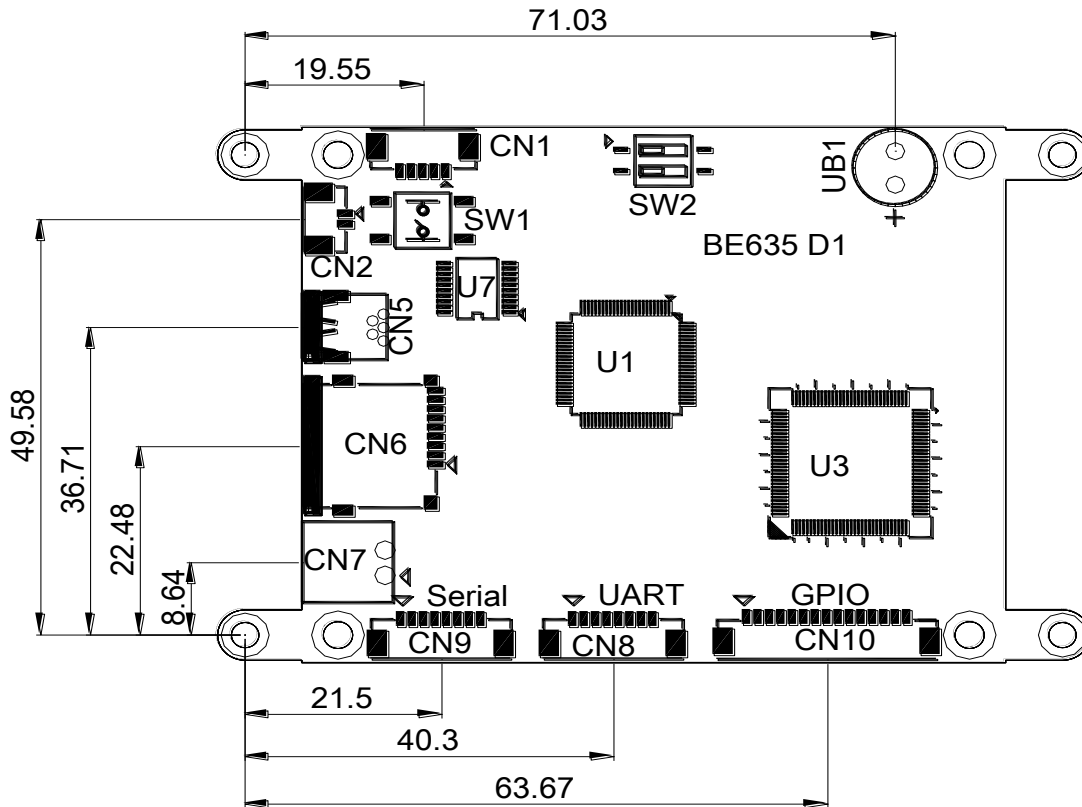 71.03
19.55
CN1
UB1
SW2
SW1
BE635 D1
CN2
U7
CN5
U1
49.58
36.71
CN6
U3
22.48
CN7
8.64
Serial
UART
GPIO
CN9
CN8
CN10
21.5
40.3
63.67